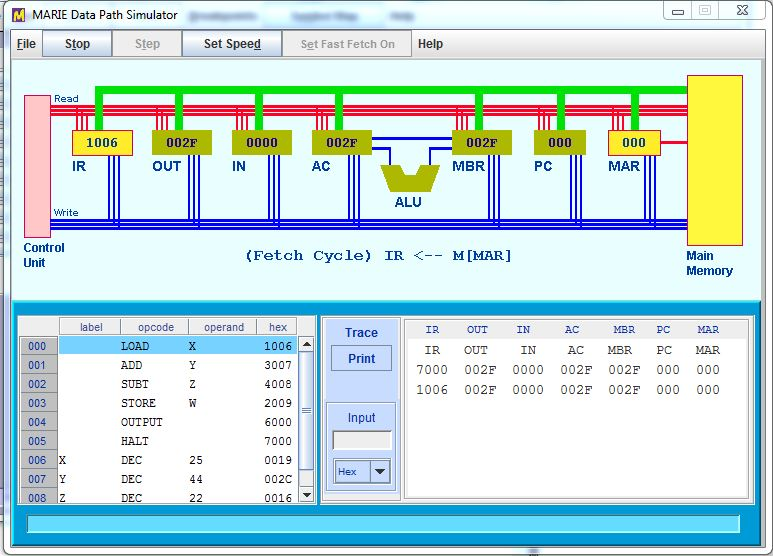 MARIE Data Path Simulator
File Stop Step Set Speed Set Fast Fetch On Help
Read
1006 002F 0000 002F 002F 000 000
IR OUT IN AC MBR PC MAR
ALU
Write
Control
Unit
(Fetch Cycle) IR <-- M[MAR]
Main
Memory
label opcode operand hex
000 LOAD X 1006
001 ADD Y 3007
002 SUBT Z 4008
003 STORE W 2009
004 OUTPUT 6000
005 HALT 7000
006 X DEC 25 0019
007 Y DEC 44 002C
008 Z DEC 22 0016
Trace
Print
Input
Hex
IR OUT IN AC MBR PC MAR
IR OUT IN AC MBR PC MAR
7000 002F 0000 002F 002F 000 000
1006 002F 0000 002F 002F 000 000